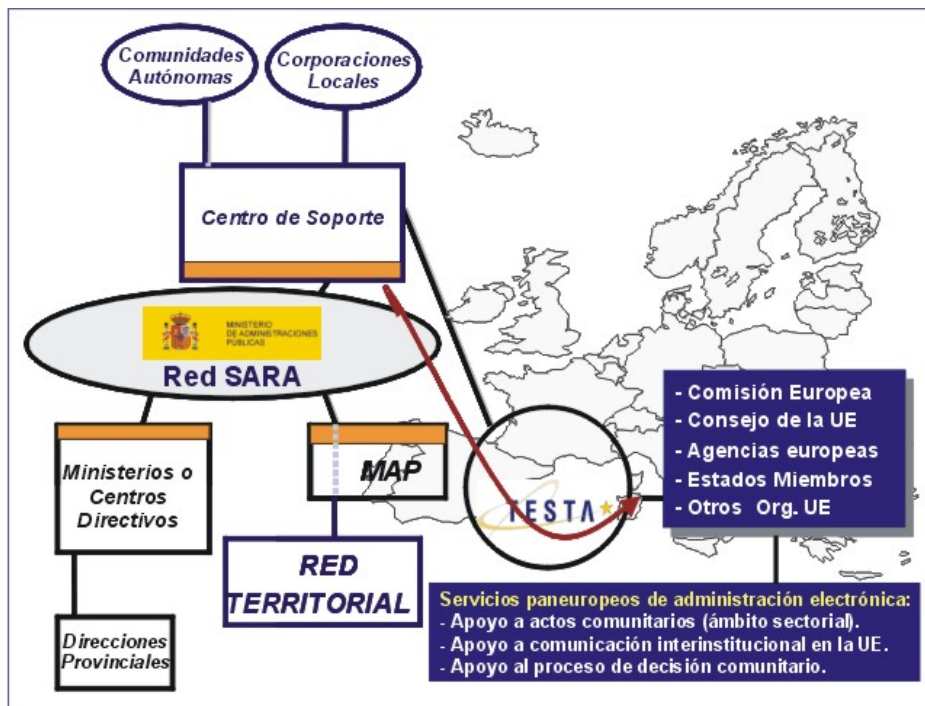 Comunidades
Autónomas
Corporaciones
Locales
Centro de Soporte
MINISTERIO
DE ADMINISTRACIONES
PÚBLICAS
Red SARA
Ministerios o
Centros
Directivos
MAP
RED
TERRITORIAL
Direcciones
Provinciales
TESTA
- Comisión Europea
- Consejo de la UE
- Agencias europeas
- Estados Miembros
- Otros Org. UE
Servicios paneuropeos de administración electrónica:
- Apoyo a actos comunitarios (ámbito sectorial).
- Apoyo a comunicación interinstitucional en la UE.
- Apoyo al proceso de decisión comunitario.